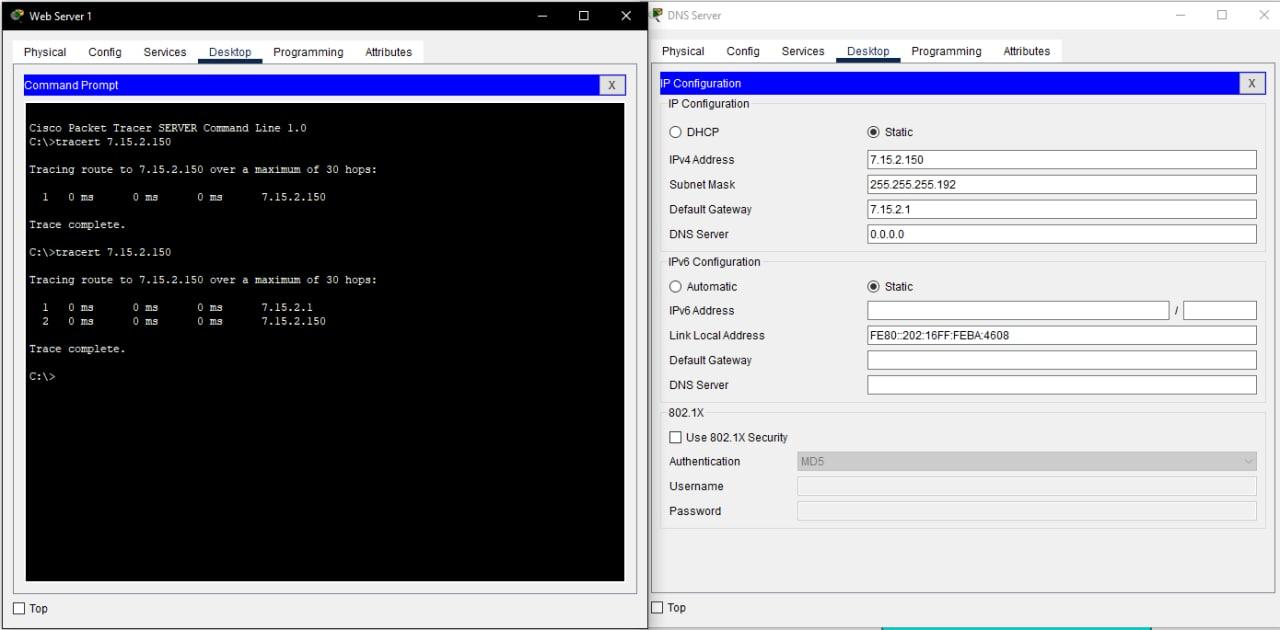 Web Server 1
Physical Config Services Desktop Programming Attributes
Command Prompt X
Cisco Packet Tracer SERVER Command Line 1.0
C:\>tracert 7.15.2.150
Tracing route to 7.15.2.150 over a maximum of 30 hops:
1 0 ms 0 ms 0 ms 7.15.2.150
Trace complete.
C:\>tracert 7.15.2.150
Tracing route to 7.15.2.150 over a maximum of 30 hops:
1 0 ms 0 ms 0 ms 7.15.2.1
2 0 ms 0 ms 0 ms 7.15.2.150
Trace complete.
C:\>
Top
DNS Server
Physical Config Services Desktop Programming Attributes
IP Configuration X
IP Configuration
DHCP Static
IPv4 Address 7.15.2.150
Subnet Mask 255.255.255.192
Default Gateway 7.15.2.1
DNS Server 0.0.0.0
IPv6 Configuration
Automatic Static
IPv6 Address /
Link Local Address FE80::202:16FF:FEBA:4608
Default Gateway
DNS Server
802.1X
Use 802.1X Security
Authentication MD5
Username
Password
Top